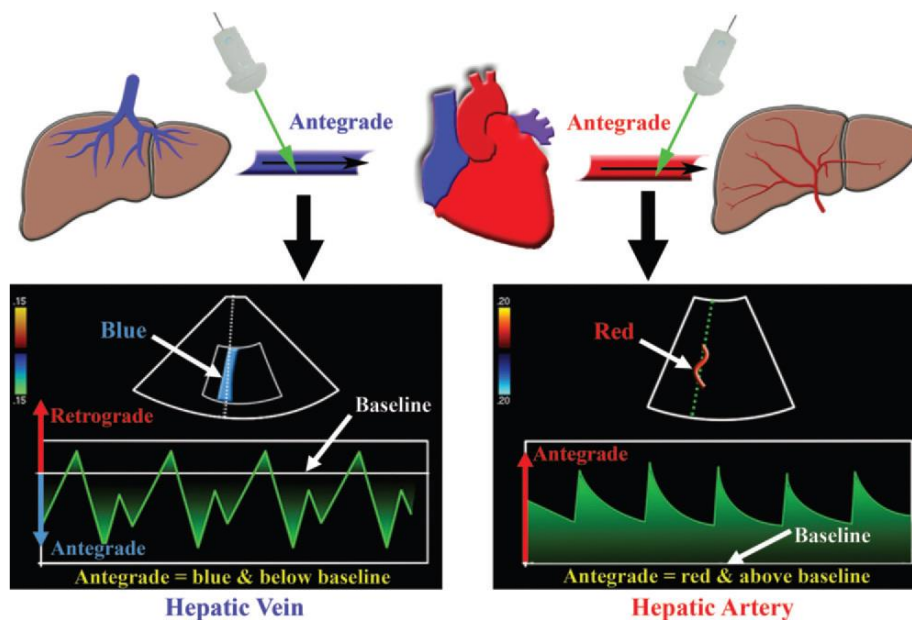 Antegrade
Antegrade
.15
.15
Blue
Retrograde
Baseline
Antegrade
Antegrade = blue & below baseline
Hepatic Vein
.20
.20
Red
Antegrade
Baseline
Antegrade = red & above baseline
Hepatic Artery